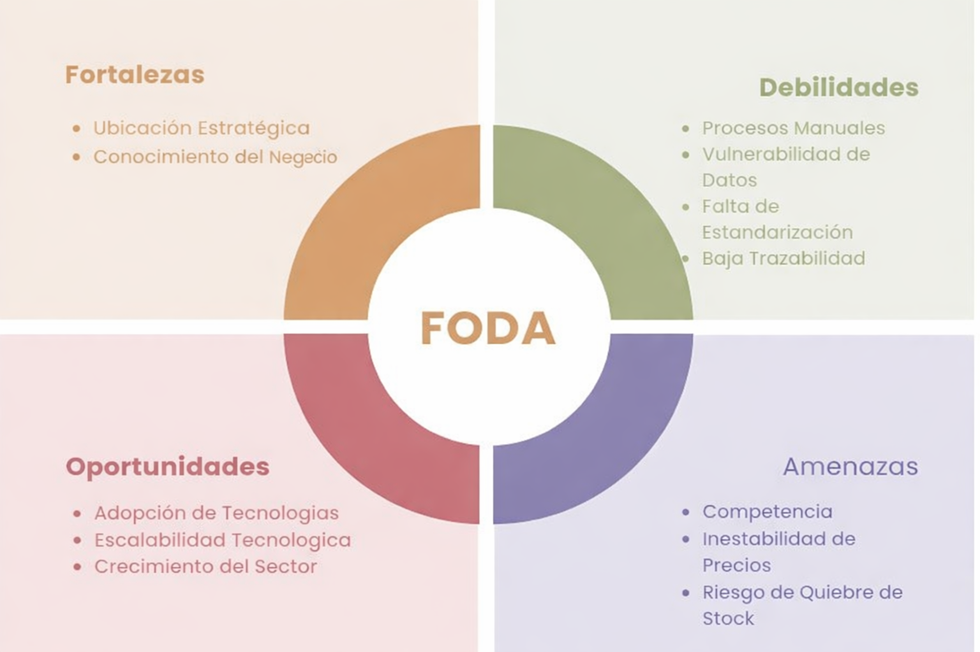 Fortalezas
Ubicación Estratégica
Conocimiento del Negocio
Debilidades
Procesos Manuales
Vulnerabilidad de
Datos
Falta de
Estandarización
Baja Trazabilidad
FODA
Oportunidades
Adopción de Tecnologias
Escalabilidad Tecnologica
Crecimiento del Sector
Amenazas
Competencia
Inestabilidad de
Precios
Riesgo de Quiebre de
Stock